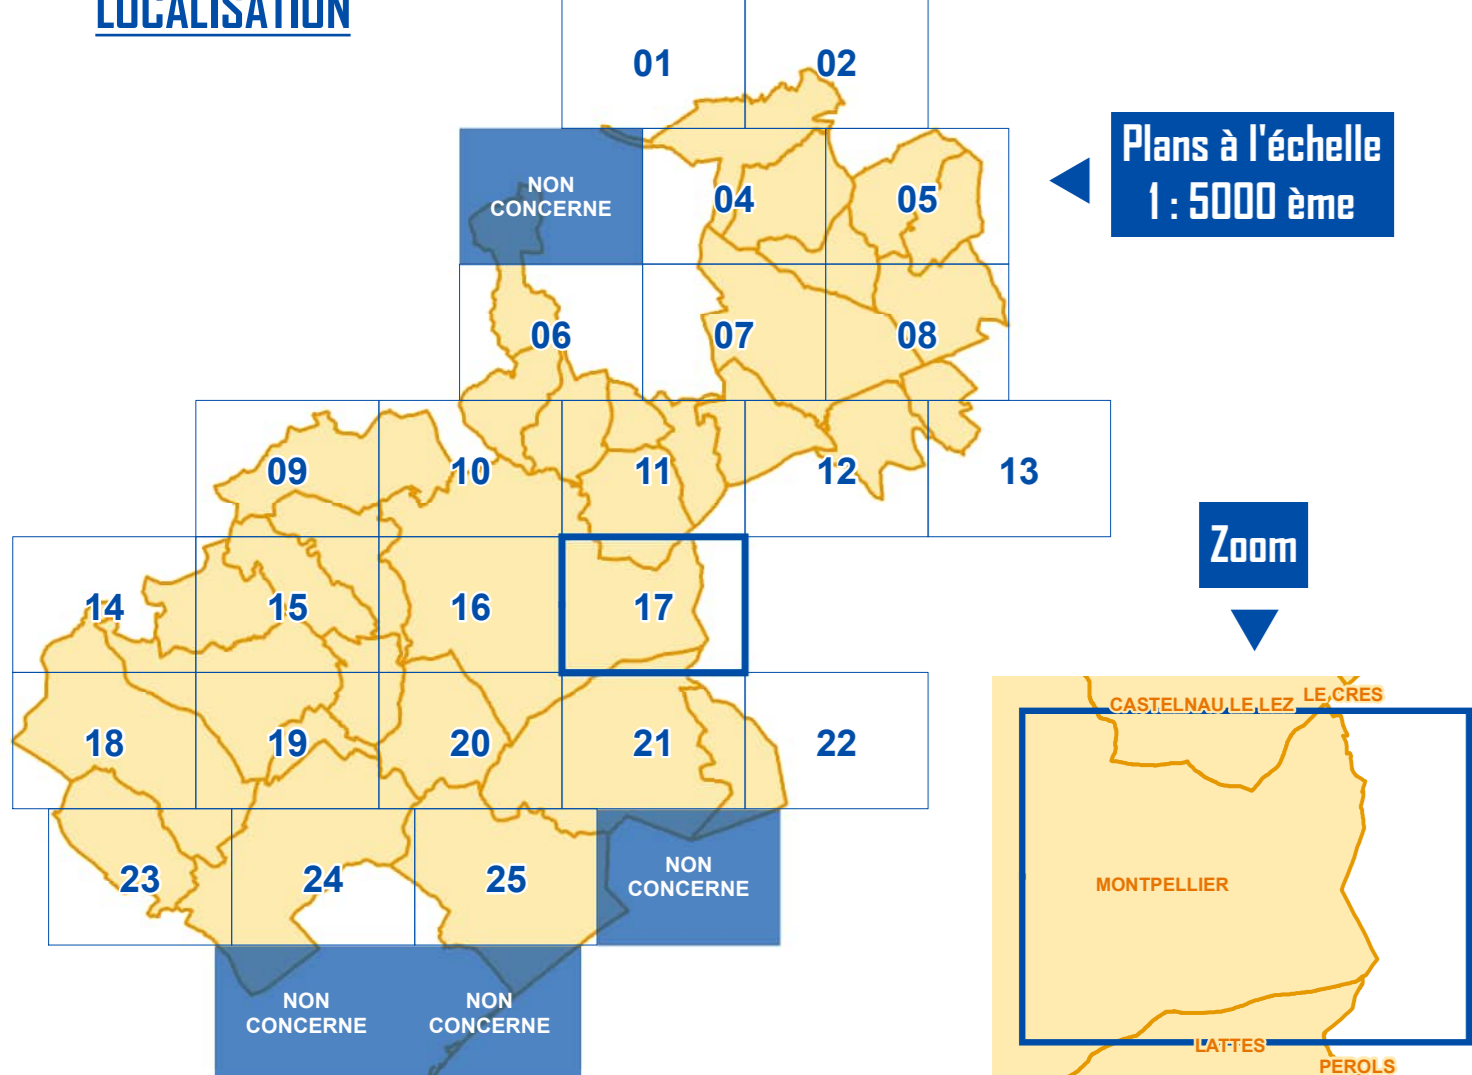 LOCALISATION
01
02
Plans à l'échelle
1 : 5000 ème
NON
CONCERNE
04
05
06
07
08
09
10
11
12
13
Zoom
14
15
16
17
18
19
20
21
22
23
24
25
NON
CONCERNE
NON
CONCERNE
NON
CONCERNE
CASTELNAU LE LEZ
LE CRES
MONTPELLIER
LATTES
PEROLS